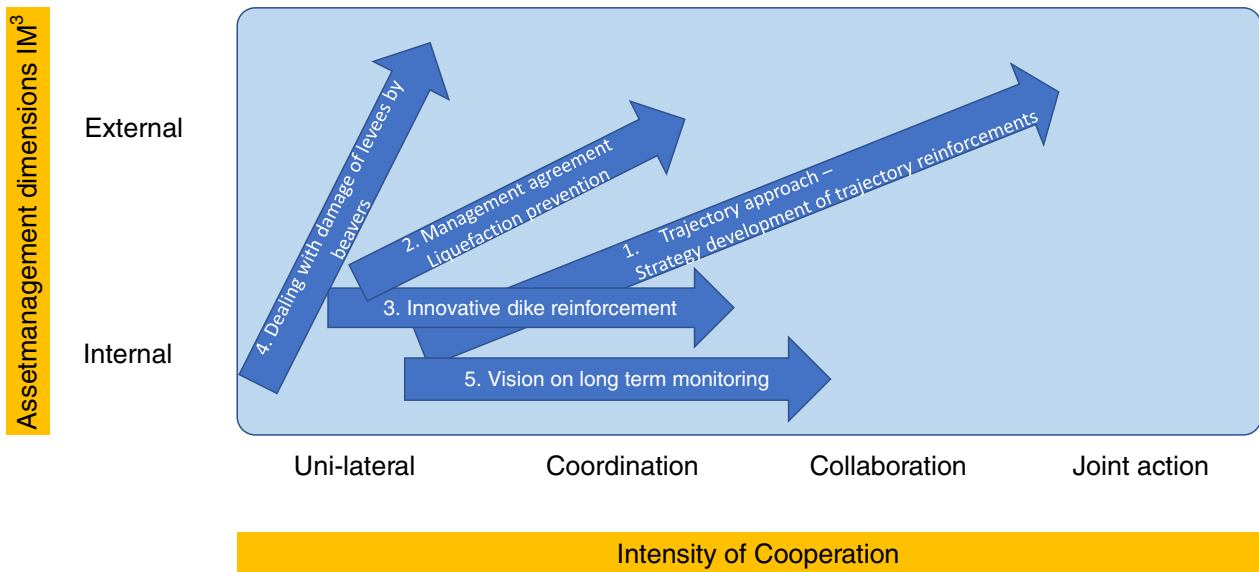 Assetmanagement dimensions IM³
External
Internal
4. Dealing with damage of levees by
beavers
2. Management agreement
Liquefaction prevention
1. Trajectory approach –
Strategy development of trajectory reinforcements
3. Innovative dike reinforcement
5. Vision on long term monitoring
Uni-lateral
Coordination
Collaboration
Joint action
Intensity of Cooperation